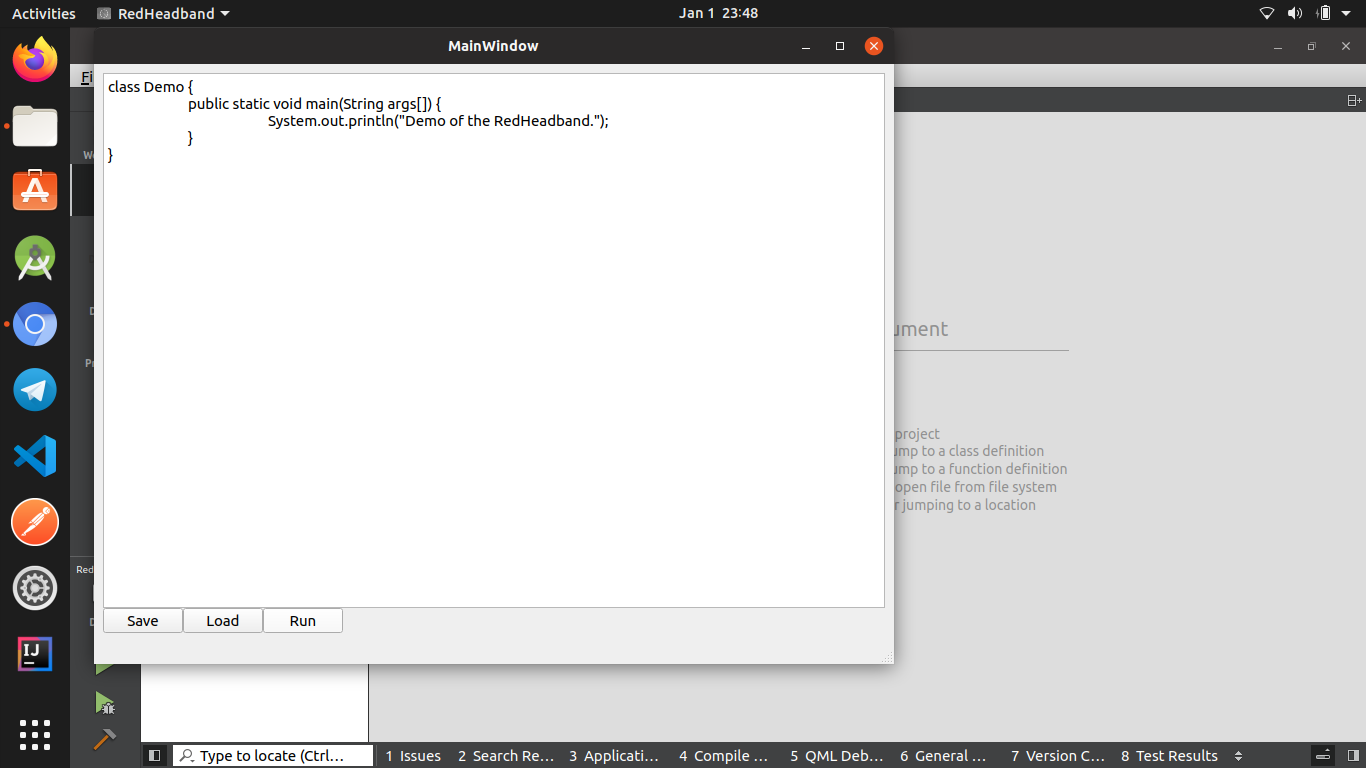 Activities RedHeadband Jan 1 23:48
MainWindow
class Demo {
public static void main(String args[]) {
System.out.println("Demo of the RedHeadband.");
}
}
Save Load Run
ument
project
ump to a class definition
ump to a function definition
open file from file system
r jumping to a location
Fi
We
D
Pr
Red
D
IJ
Type to locate (Ctrl... 1 Issues 2 Search Re... 3 Applicati... 4 Compile ... 5 QML Deb... 6 General ... 7 Version C... 8 Test Results